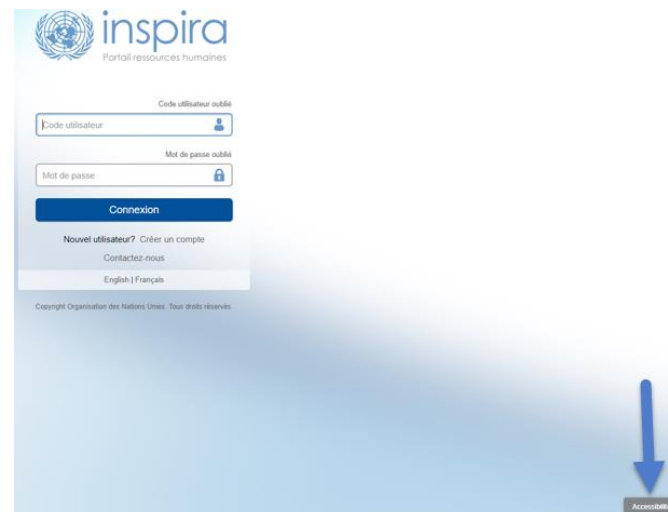 inspira
Portail ressources humaines
Code utilisateur oublié
Code utilisateur
Mot de passe oublié
Mot de passe
Connexion
Nouvel utilisateur? Créer un compte
Contactez-nous
English | Français
Copyright Organisation des Nations Unies. Tous droits réservés.
Accessibilité